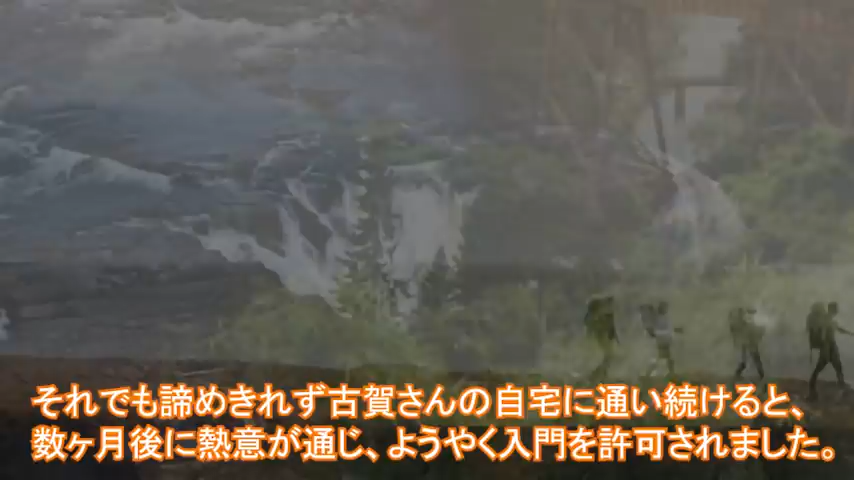 それでも諦めきれず古賀さんの自宅に通い続けると、
数ヶ月後に熱意が通じ、ようやく入門を許可されました。